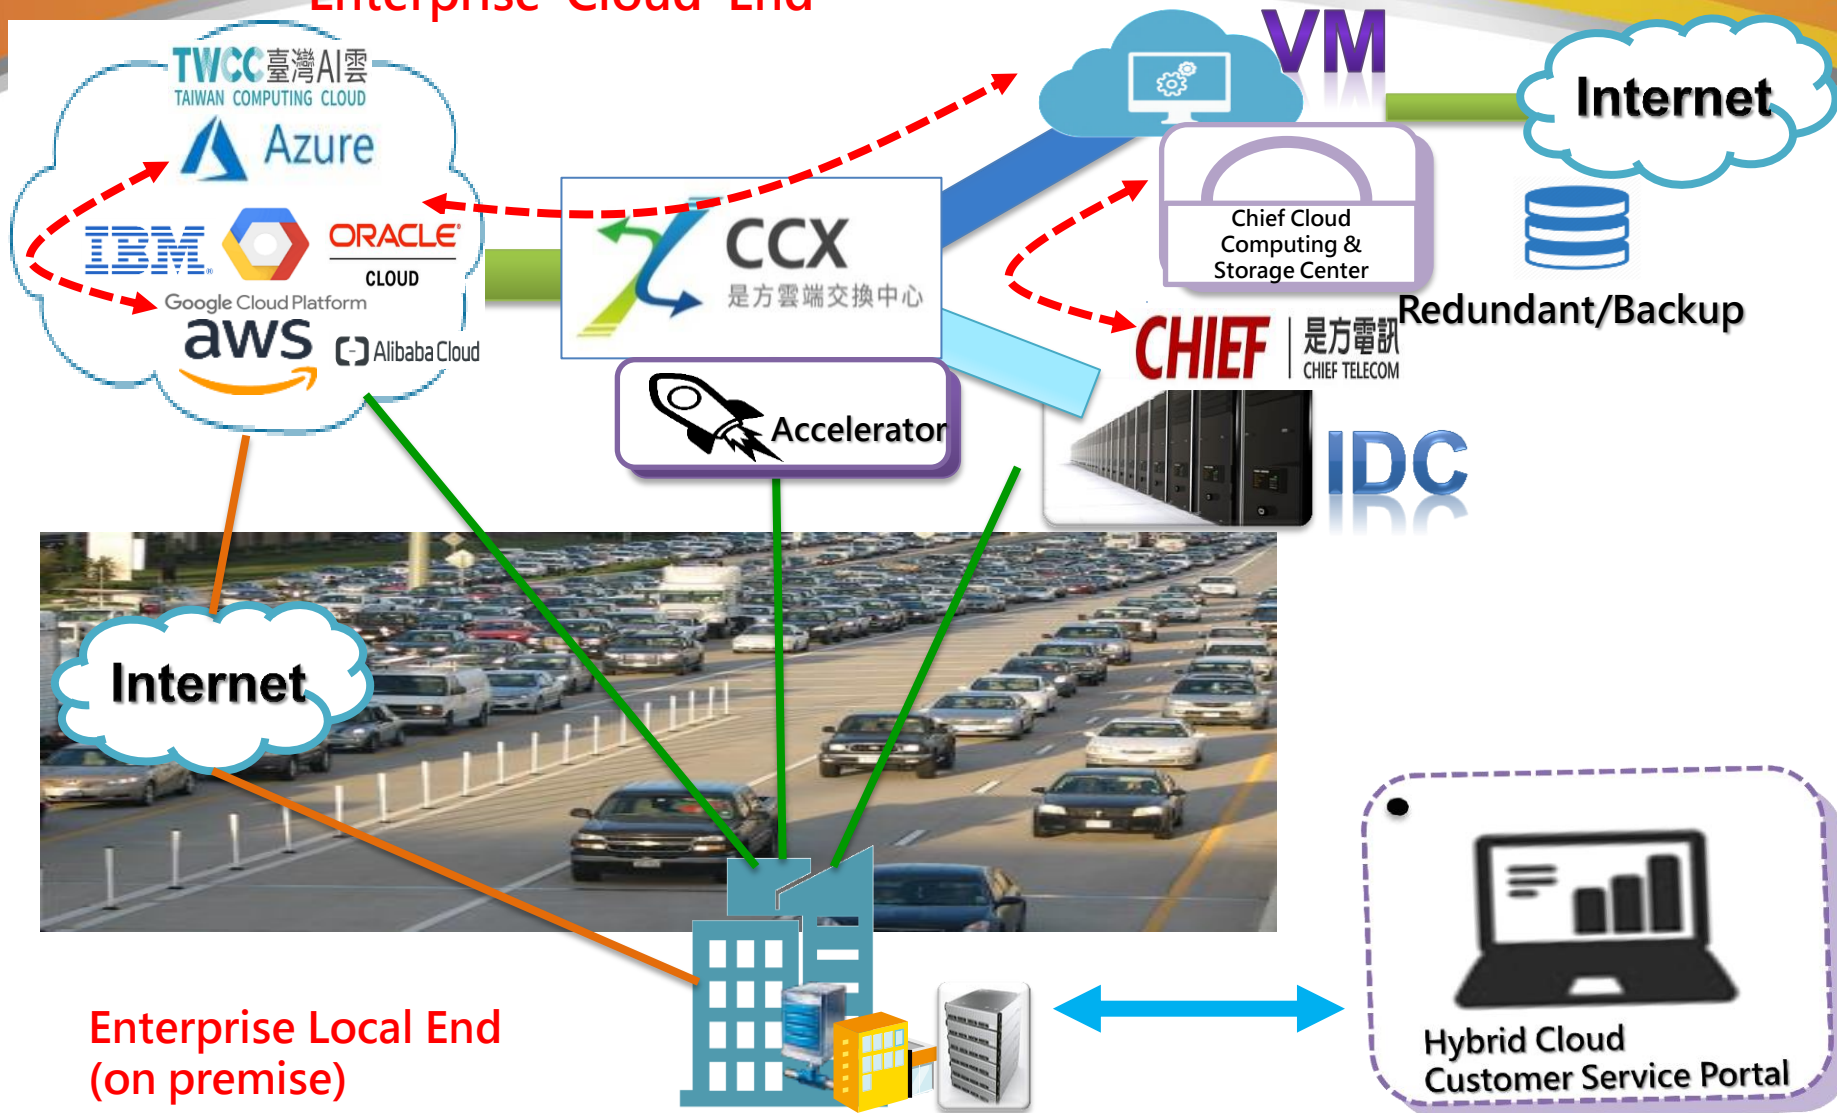 Enterprise Cloud End
TWCC臺灣AI雲
TAIWAN COMPUTING CLOUD
Azure
IBM
ORACLE
CLOUD
Google Cloud Platform
aws
Alibaba Cloud
CCX
是方雲端交換中心
Accelerator
VM
Internet
Chief Cloud
Computing &
Storage Center
Redundant/Backup
CHIEF
是方電訊
CHIEF TELECOM
IDC
Internet
Enterprise Local End
(on premise)
Hybrid Cloud
Customer Service Portal